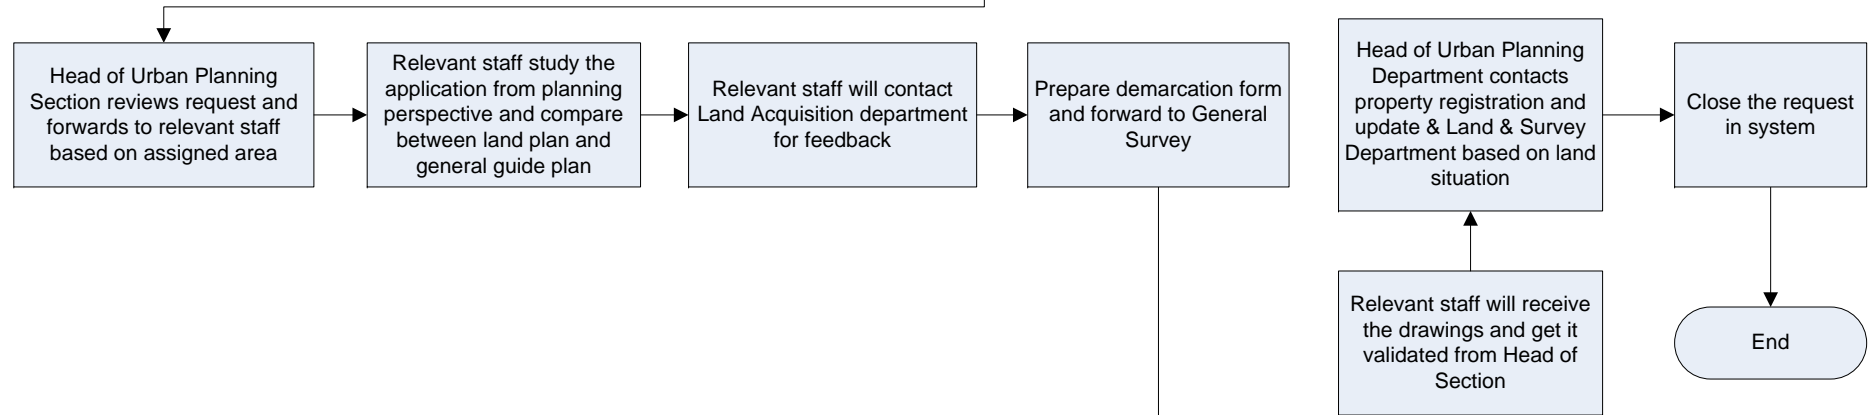 Head of Urban Planning
Section reviews request and
forwards to relevant staff
based on assigned area
Relevant staff study the
application from planning
perspective and compare
between land plan and
general guide plan
Relevant staff will contact
Land Acquisition department
for feedback
Prepare demarcation form
and forward to General
Survey
Head of Urban Planning
Department contacts
property registration and
update & Land & Survey
Department based on land
situation
Close the request
in system
Relevant staff will receive
the drawings and get it
validated from Head of
Section
End